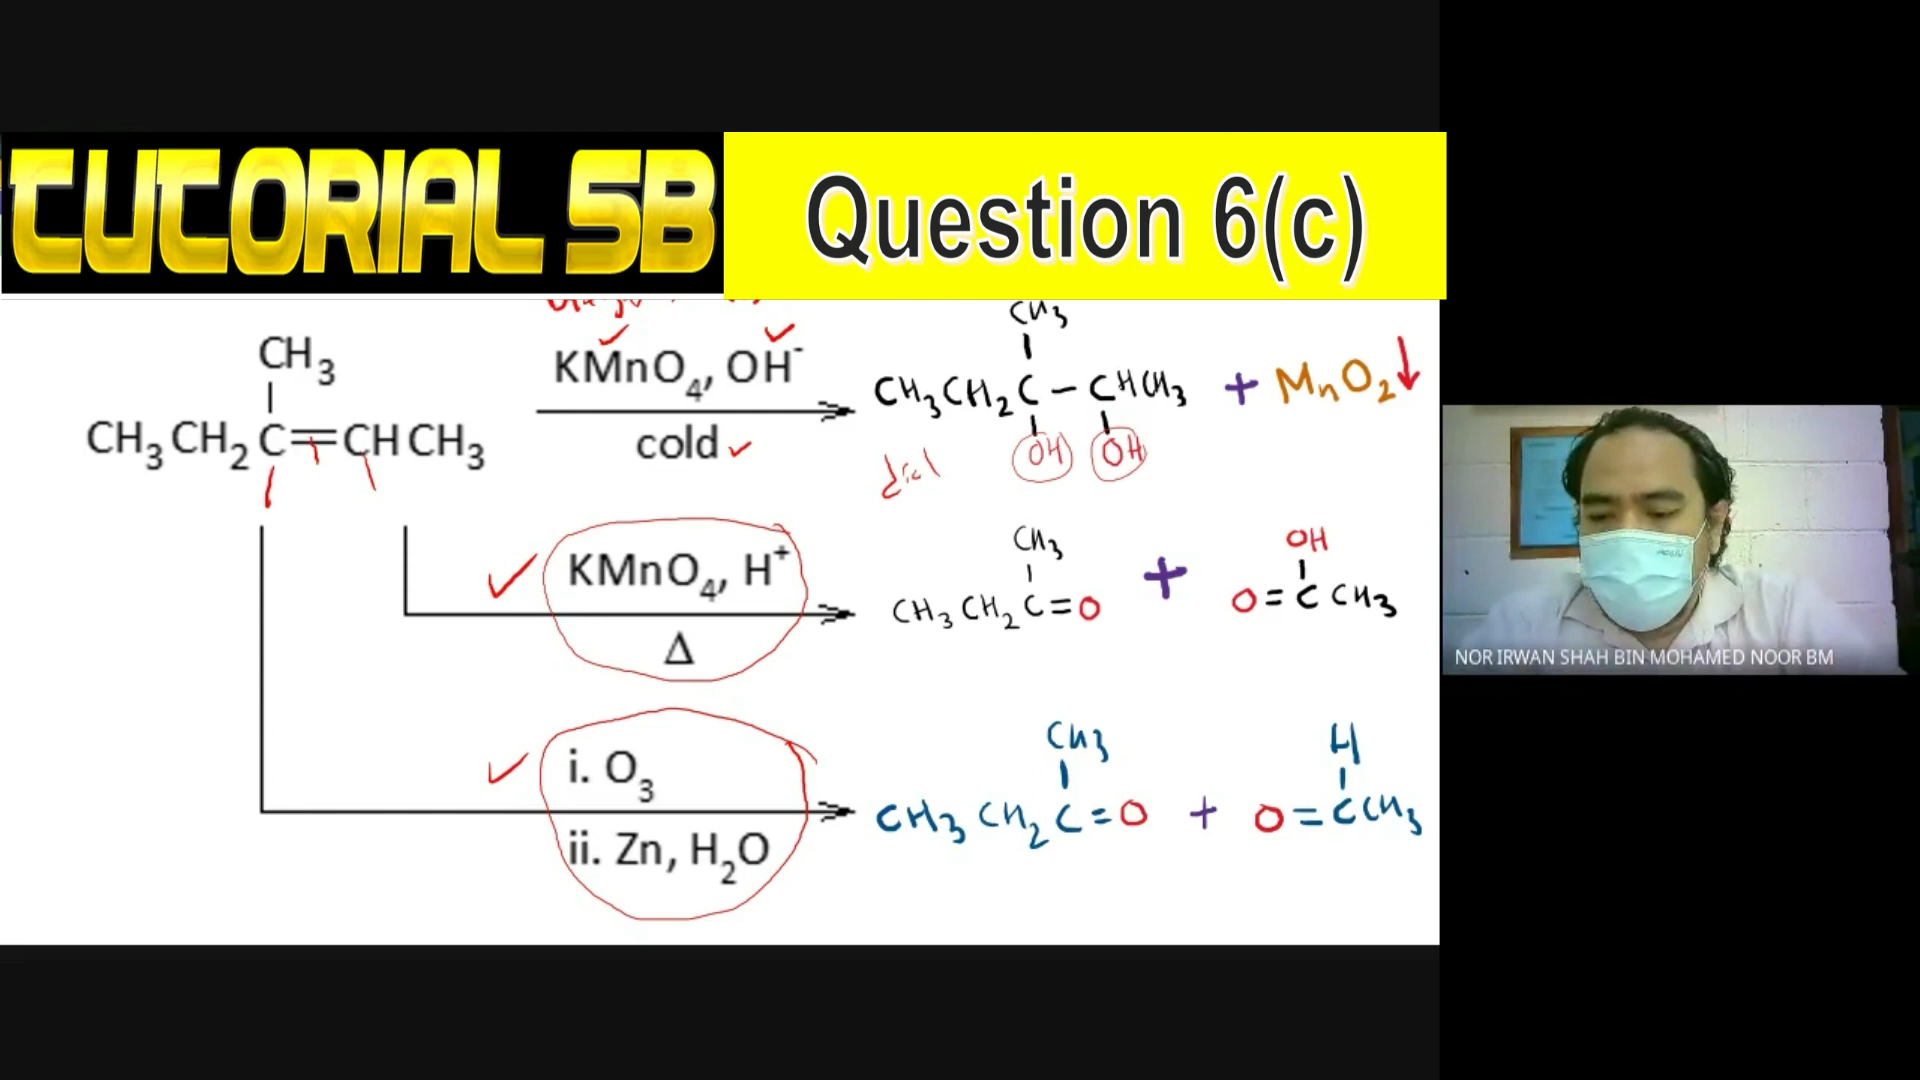 TUTORIAL 5B
Question 6(c)
CH3
CH3CH2C=CHCH3
KMnO4, OH-
cold
CH3
CH3CH2C-CHCH3 + MnO2↓
OH OH
diol
KMnO4, H+
Δ
CH3
CH3CH2C=O
+
OH
O=CCH3
i. O3
ii. Zn, H2O
CH3
CH3CH2C=O
+
H
O=CCH3
NOR IRWAN SHAH BIN MOHAMED NOOR BM